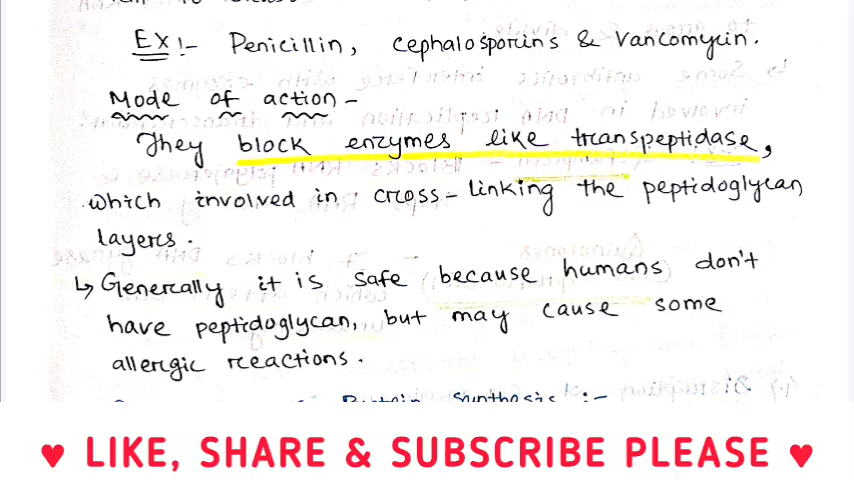 Ex:- Penicillin, cephalosporins & Vancomycin.
Mode of action -
They block enzymes like transpeptidase,
which involved in cross-linking the peptidoglycan
layers.
↳ Generally it is safe because humans don't
have peptidoglycan, but may cause some
allergic reactions.
Protein synthesis :-
♥ LIKE, SHARE & SUBSCRIBE PLEASE ♥